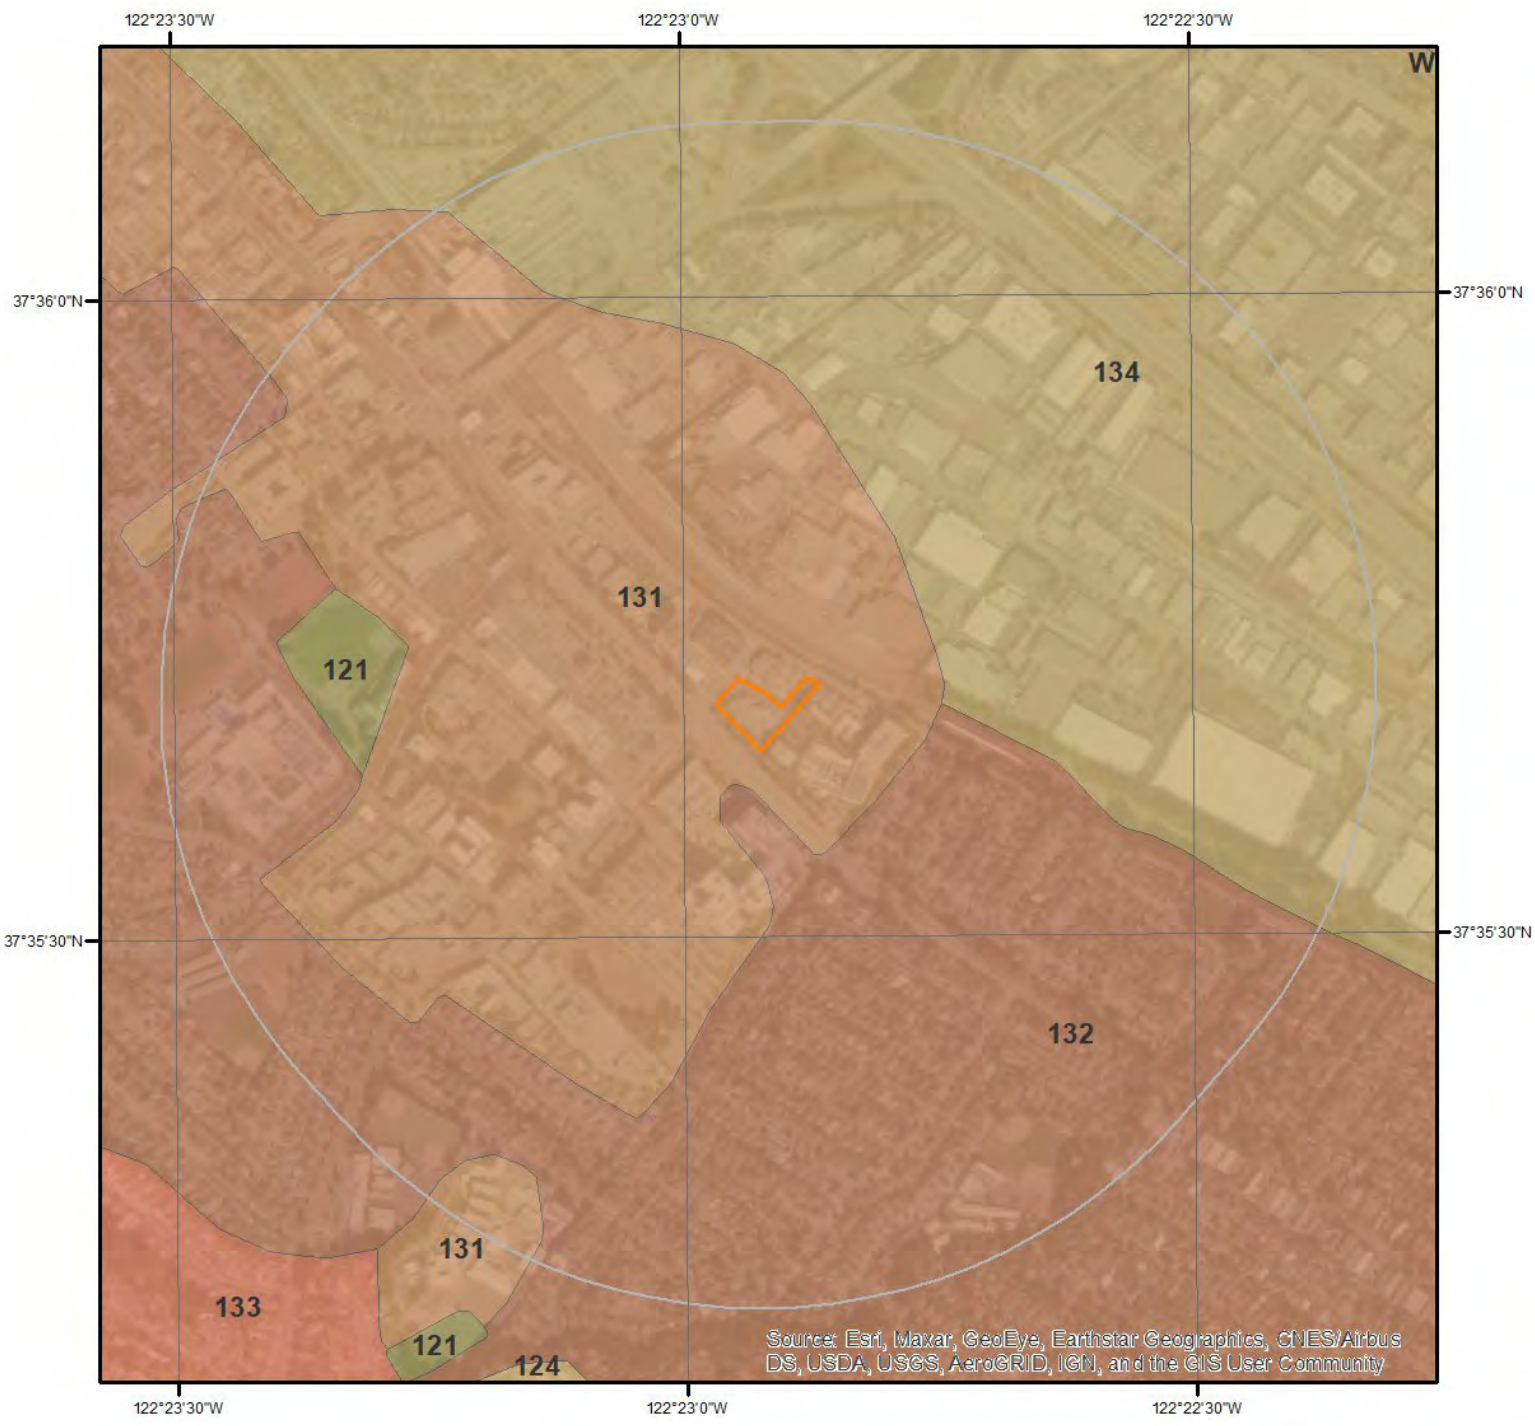 122°23'30"W 122°23'0"W 122°22'30"W
W
37°36'0"N 37°36'0"N
134
131
121
37°35'30"N 37°35'30"N
132
131
133
121
124
Source: Esri, Maxar, GeoEye, Earthstar Geographics, CNES/Airbus
DS, USDA, USGS, AeroGRID, IGN, and the GIS User Community
122°23'30"W 122°23'0"W 122°22'30"W